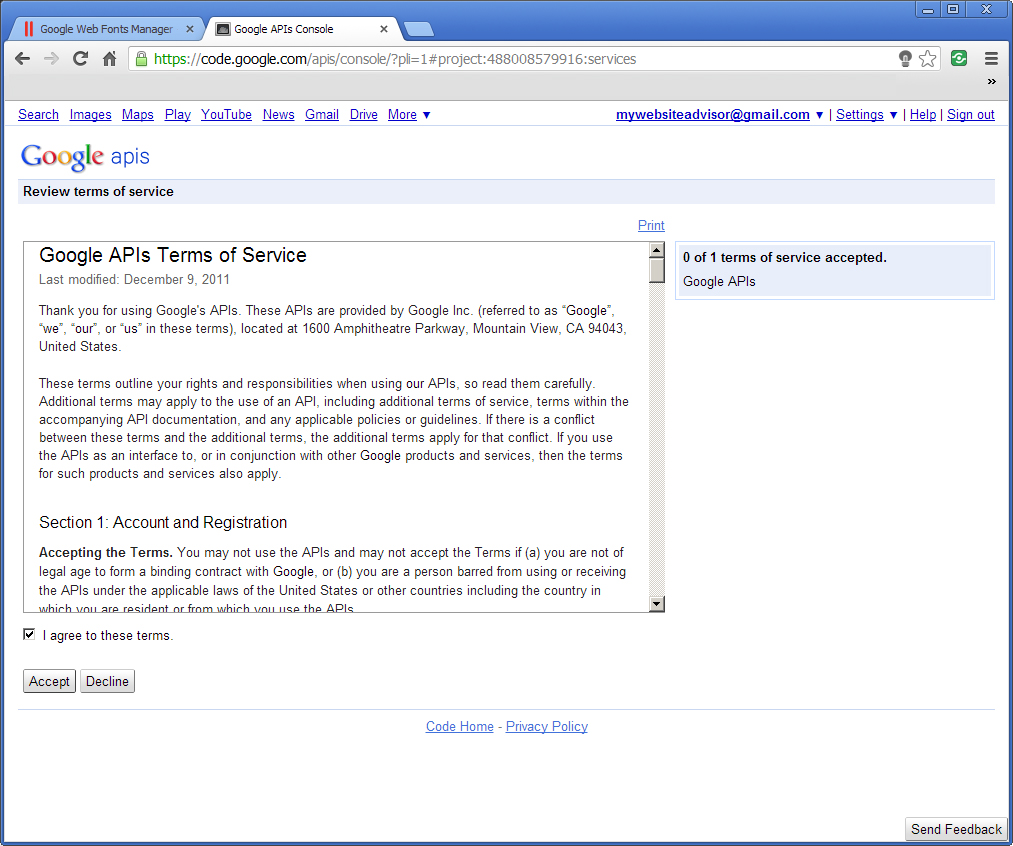 Google Web Fonts Manager
Google APIs Console
https://code.google.com/apis/console/?pli=1#project:488008579916:services
»
Search Images Maps Play YouTube News Gmail Drive More ▼
mywebsiteadvisor@gmail.com ▼ | Settings ▼ | Help | Sign out
Google apis
Review terms of service
Print
Google APIs Terms of Service
Last modified: December 9, 2011
Thank you for using Google's APIs. These APIs are provided by Google Inc. (referred to as “Google”,
“we”, “our”, or “us” in these terms), located at 1600 Amphitheatre Parkway, Mountain View, CA 94043,
United States.
These terms outline your rights and responsibilities when using our APIs, so read them carefully.
Additional terms may apply to the use of an API, including additional terms of service, terms within the
accompanying API documentation, and any applicable policies or guidelines. If there is a conflict
between these terms and the additional terms, the additional terms apply for that conflict. If you use
the APIs as an interface to, or in conjunction with other Google products and services, then the terms
for such products and services also apply.
Section 1: Account and Registration
Accepting the Terms. You may not use the APIs and may not accept the Terms if (a) you are not of
legal age to form a binding contract with Google, or (b) you are a person barred from using or receiving
the APIs under the applicable laws of the United States or other countries including the country in
which you are resident or from which you use the APIs.
0 of 1 terms of service accepted.
Google APIs
I agree to these terms.
Accept Decline
Code Home - Privacy Policy
Send Feedback